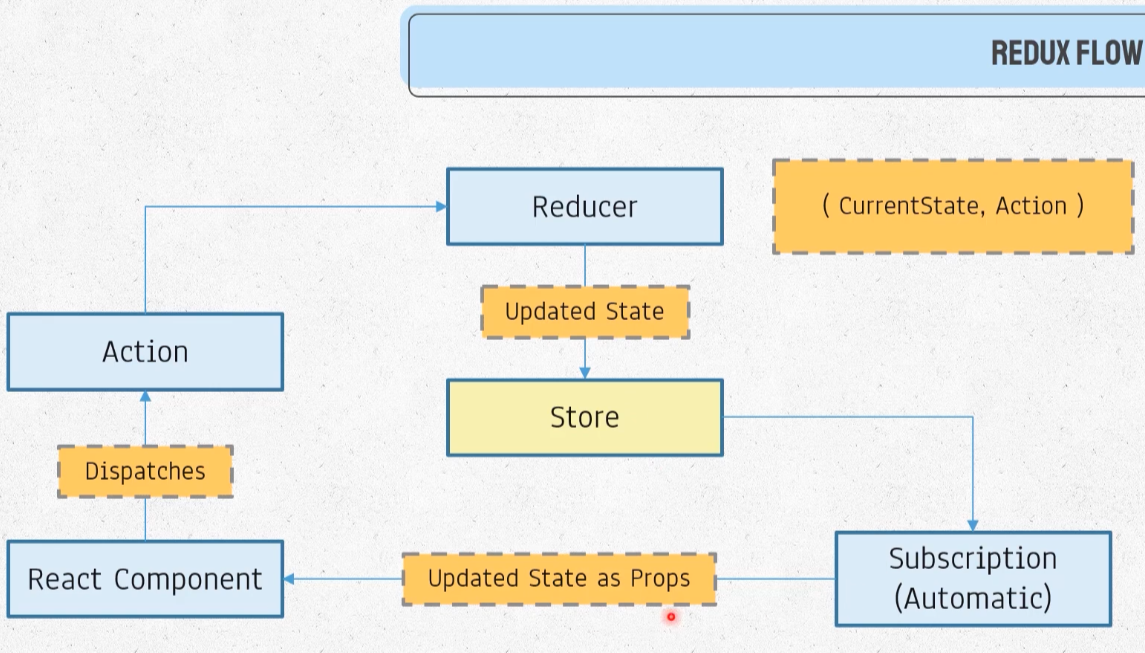 REDUX FLOW
Reducer
( CurrentState, Action )
Updated State
Action
Store
Dispatches
React Component
Updated State as Props
Subscription
(Automatic)